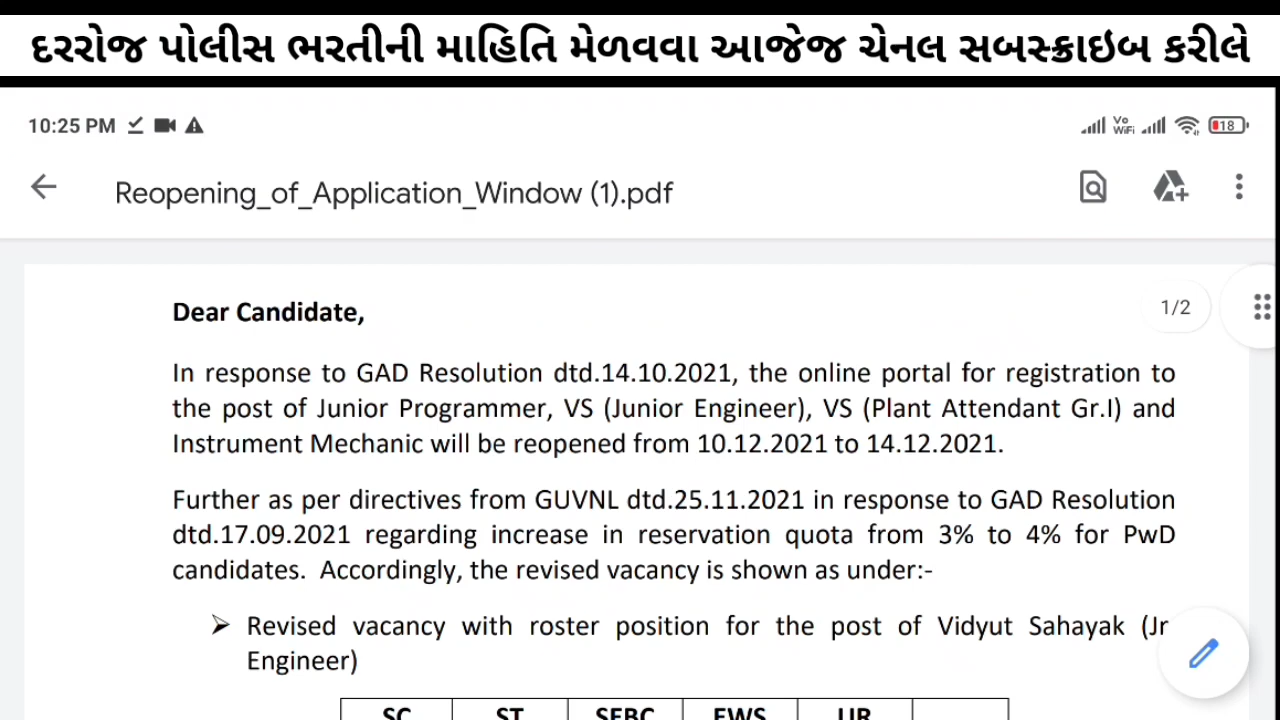 દરરોજ પોલીસ ભરતીની માહિતિ મેળવવા આજેજ ચેનલ સબસ્ક્રાઇબ કરીલે
10:25 PM Vo WiFi 18
Reopening_of_Application_Window (1).pdf
Dear Candidate,
1/2
In response to GAD Resolution dtd.14.10.2021, the online portal for registration to
the post of Junior Programmer, VS (Junior Engineer), VS (Plant Attendant Gr.I) and
Instrument Mechanic will be reopened from 10.12.2021 to 14.12.2021.
Further as per directives from GUVNL dtd.25.11.2021 in response to GAD Resolution
dtd.17.09.2021 regarding increase in reservation quota from 3% to 4% for PwD
candidates. Accordingly, the revised vacancy is shown as under:-
➢ Revised vacancy with roster position for the post of Vidyut Sahayak (Jr
Engineer)
SC ST SEBC EWS UR